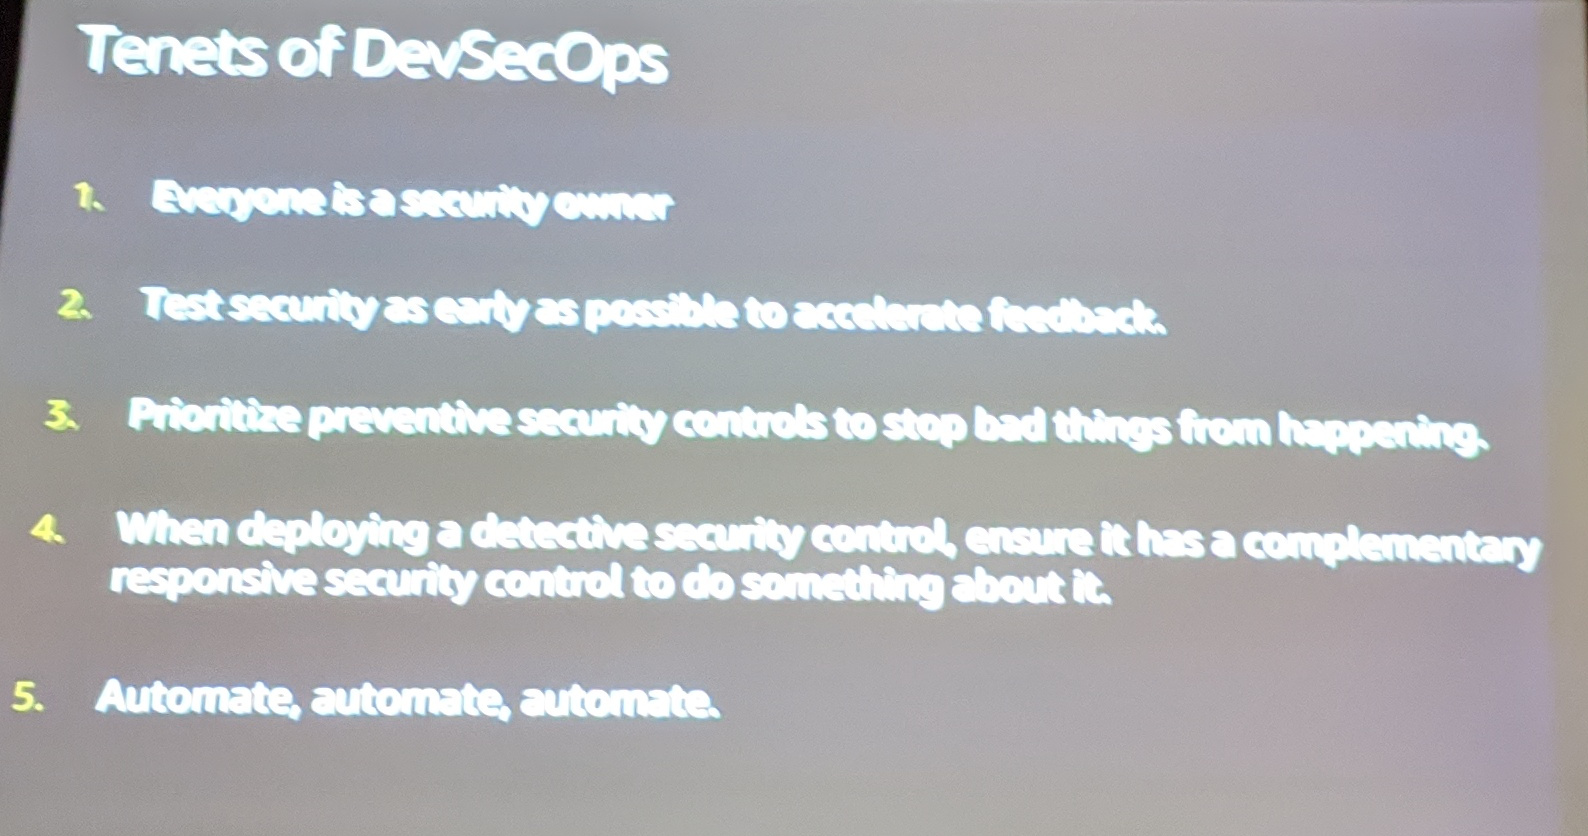 Tenets of DevSecOps
1. Everyone is a security owner
2. Test security as early as possible to accelerate feedback.
3. Prioritize preventive security controls to stop bad things from happening.
4. When deploying a detective security control, ensure it has a complementary
responsive security control to do something about it.
5. Automate, automate, automate.